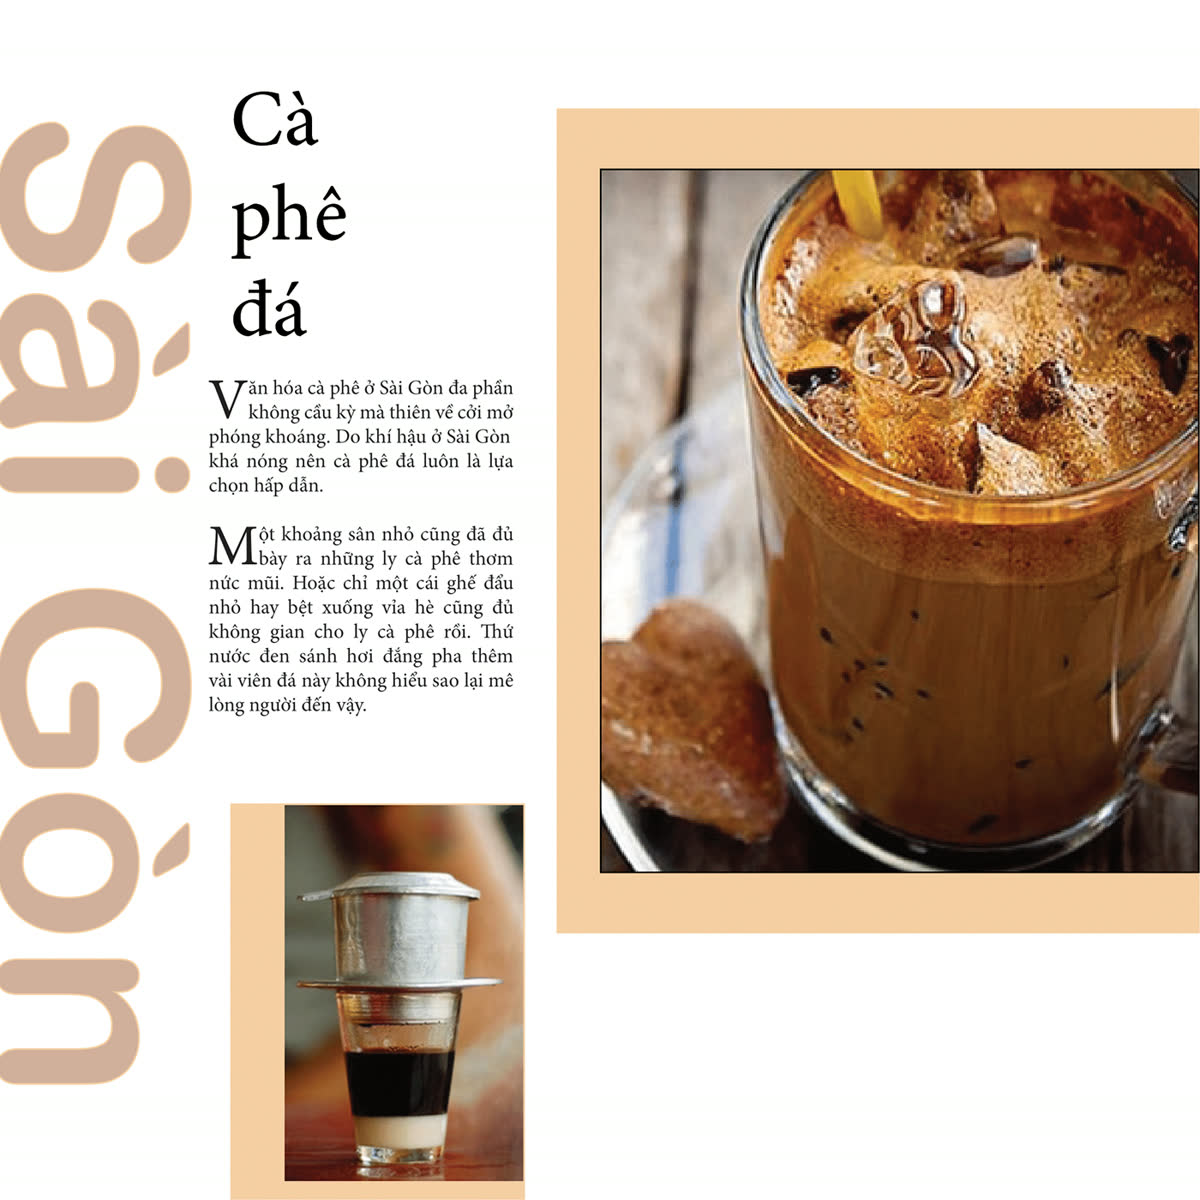 Sài Gòn
Cà
phê
đá
Văn hóa cà phê ở Sài Gòn đa phần
không cầu kỳ mà thiên về cởi mở
phóng khoáng. Do khí hậu ở Sài Gòn
khá nóng nên cà phê đá luôn là lựa
chọn hấp dẫn.
Một khoảng sân nhỏ cũng đã đủ
bày ra những ly cà phê thơm
nức mũi. Hoặc chỉ một cái ghế đẩu
nhỏ hay bệt xuống vỉa hè cũng đủ
không gian cho ly cà phê rồi. Thứ
nước đen sánh hơi đắng pha thêm
vài viên đá này không hiểu sao lại mê
lòng người đến vậy.